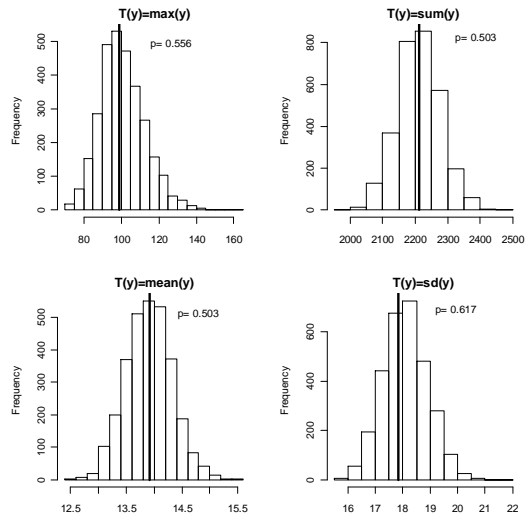 T(y)=max(y)
p= 0.556
Frequency
0 100 200 300 400 500
80 100 120 140 160
T(y)=sum(y)
p= 0.503
Frequency
0 200 400 600 800
2000 2100 2200 2300 2400 2500
T(y)=mean(y)
p= 0.503
Frequency
0 100 200 300 400 500
12.5 13.5 14.5 15.5
T(y)=sd(y)
p= 0.617
Frequency
0 200 400 600
16 17 18 19 20 21 22